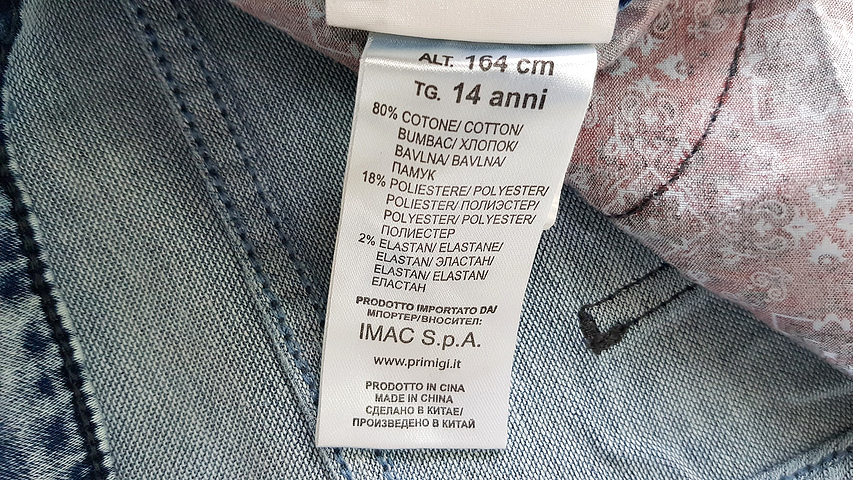 ALT. 164 cm
TG. 14 anni
80% COTONE/ COTTON/
BUMBAC/ ХЛОПОК/
BAVLNA/ BAVLNA/
ПАМУК
18% POLIESTERE/ POLYESTER/
POLIESTER/ ПОЛИЭСТЕР/
POLYESTER/ POLYESTER/
ПОЛИЕСТЕР
2% ELASTAN/ ELASTANE/
ELASTAN/ ЭЛАСТАН/
ELASTAN/ ELASTAN/
ЕЛАСТАН
PRODOTTO IMPORTATO DA/
МПОРТЕР/ВНОСИТЕЛ:
IMAC S.p.A.
www.primigi.it
PRODOTTO IN CINA
MADE IN CHINA
СДЕЛАНО В КИТАЕ/
ПРОИЗВЕДЕНО В КИТАЙ